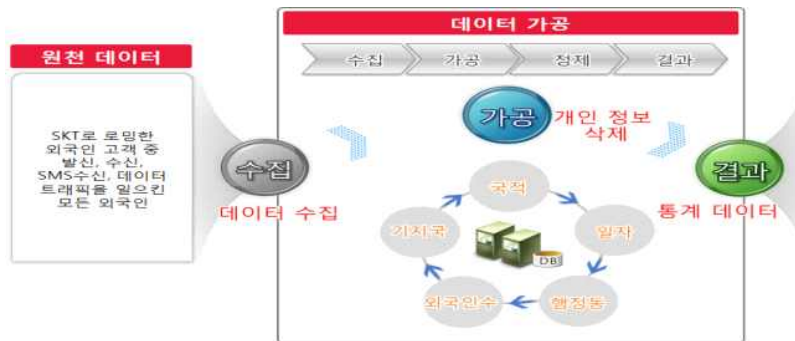 데이터 가공
원천 데이터
수집
가공
정제
결과
SKT로 로밍한
외국인 고객 중
발신, 수신,
SMS수신, 데이터
트래픽을 일으킨
모든 외국인
수집
데이터 수집
가공
개인 정보
삭제
결과
통계 데이터
국적
일자
행정동
외국인수
기지국
DB